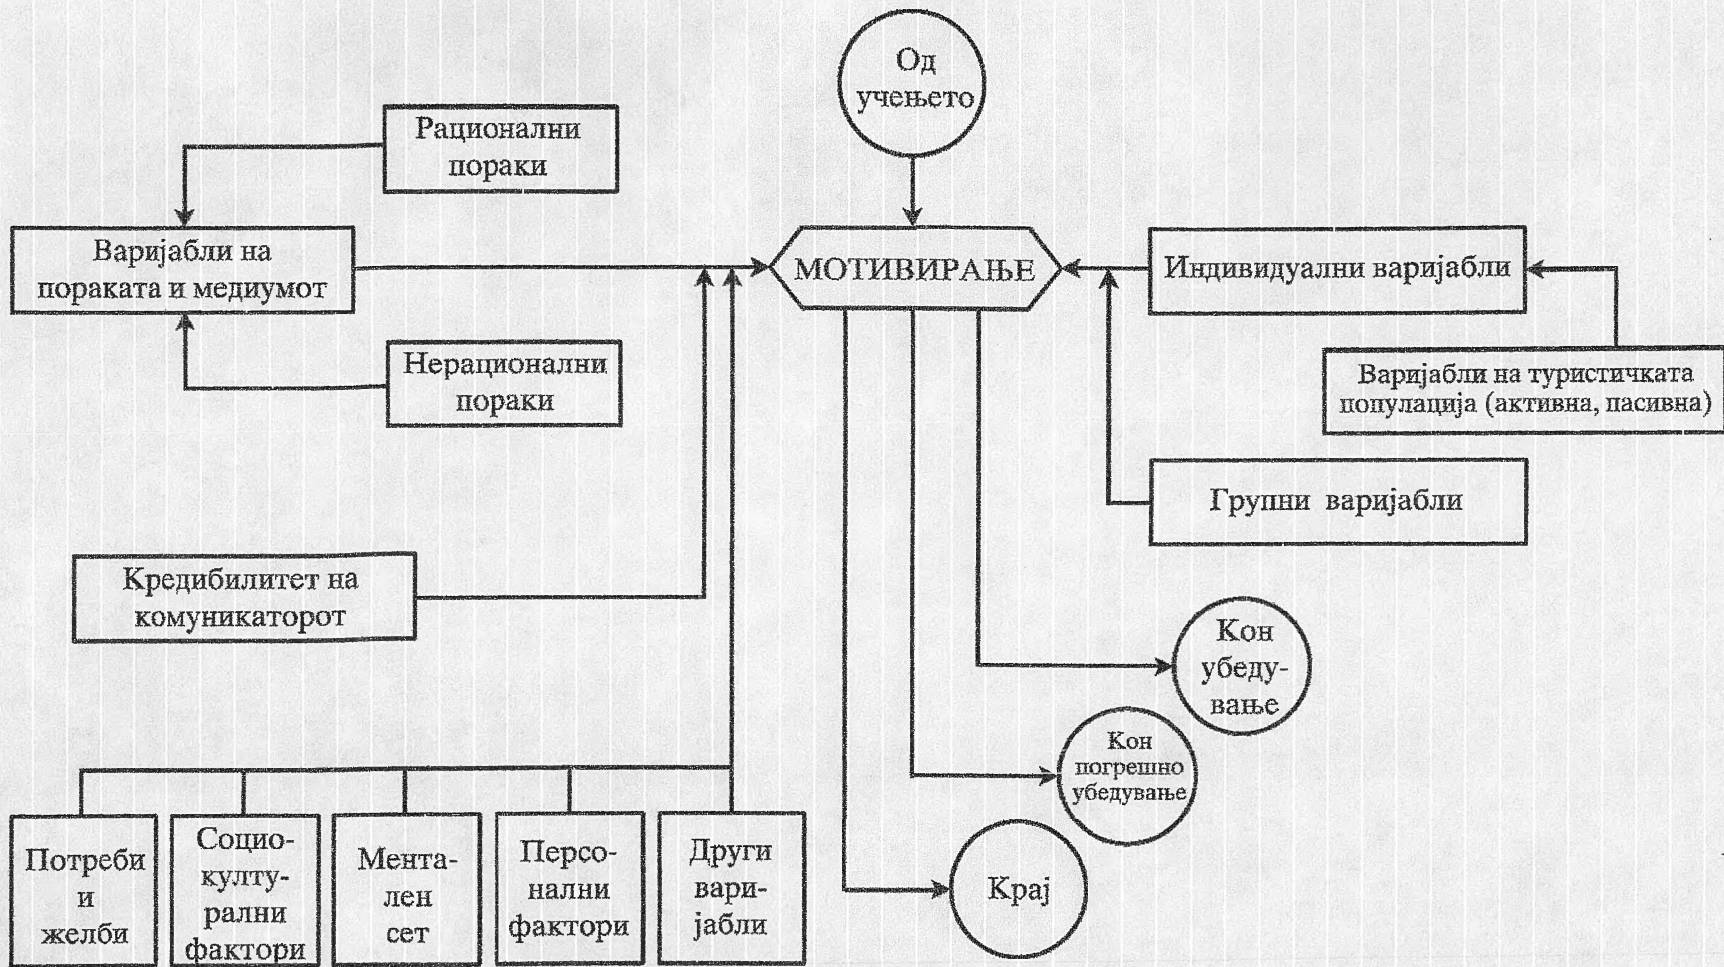 Од
учењето
Рационални
пораки
Варијабли на
пораката и медиумот
МОТИВИРАЊЕ
Индивидуални варијабли
Нерационални
пораки
Варијабли на туристичката
популација (активна, пасивна)
Групни варијабли
Кредибилитет на
комуникаторот
Кон
убеду-
вање
Кон
погрешно
убедување
Крај
Потреби
и
желби
Социо-
култу-
рални
фактори
Мента-
лен
сет
Персо-
нални
фактори
Други
вари-
јабли